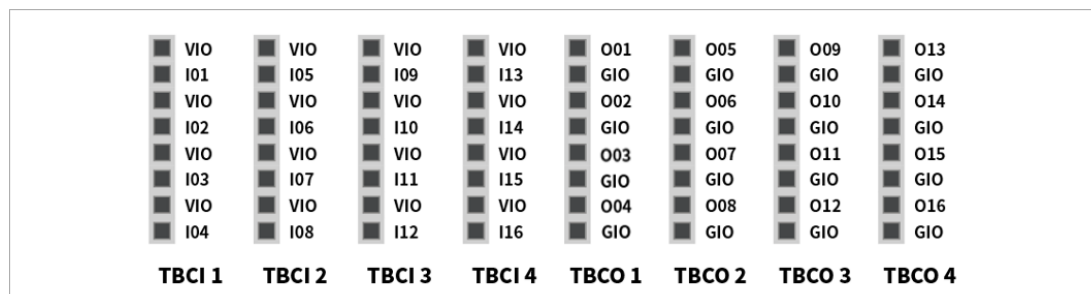 VIO VIO VIO VIO O01 O05 O09 O13
I01 I05 I09 I13 GIO GIO GIO GIO
VIO VIO VIO VIO O02 O06 O10 O14
I02 I06 I10 I14 GIO GIO GIO GIO
VIO VIO VIO VIO O03 O07 O11 O15
I03 I07 I11 I15 GIO GIO GIO GIO
VIO VIO VIO VIO O04 O08 O12 O16
I04 I08 I12 I16 GIO GIO GIO GIO
TBCI 1 TBCI 2 TBCI 3 TBCI 4 TBCO 1 TBCO 2 TBCO 3 TBCO 4